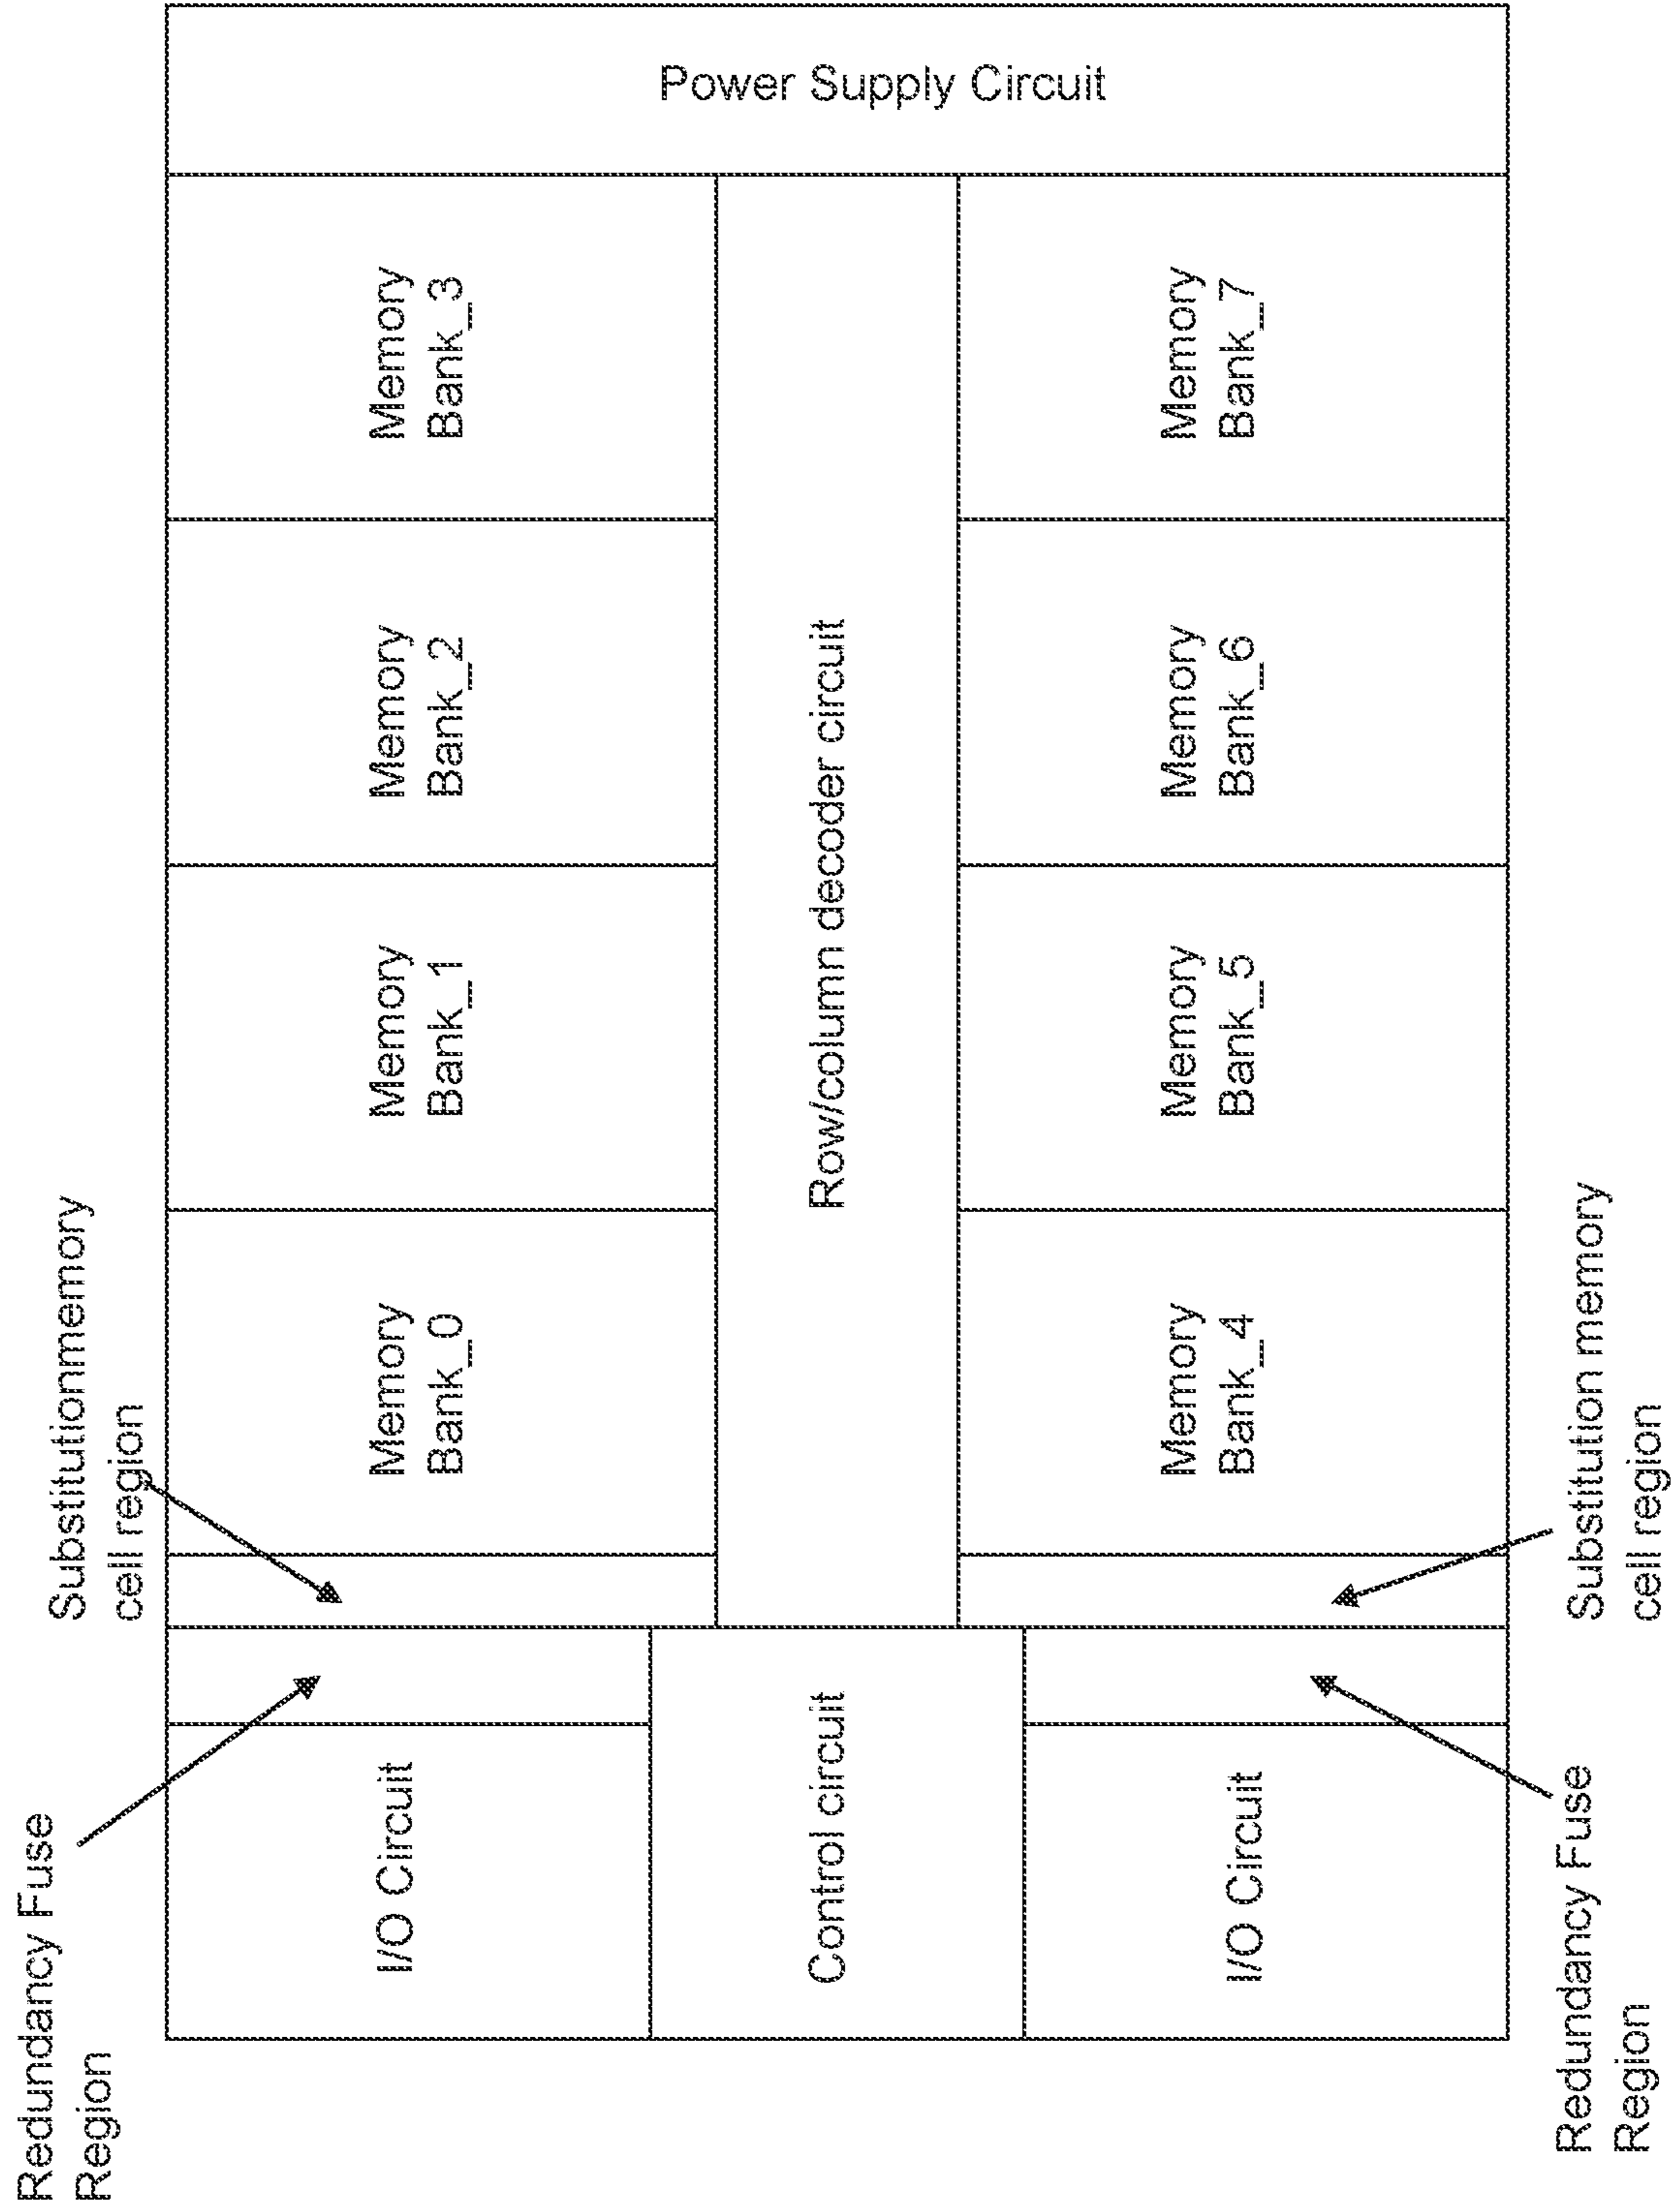 Power Supply Circuit
Memory
Bank_3
Memory
Bank_7
Memory
Bank_2
Memory
Bank_6
Row/column decoder circuit
Memory
Bank_1
Memory
Bank_5
Memory
Bank_0
Memory
Bank_4
Substitutionmemory
cell region
Substitution memory
cell region
Redundancy Fuse
Region
I/O Circuit
Control circuit
I/O Circuit
Redundancy Fuse
Region